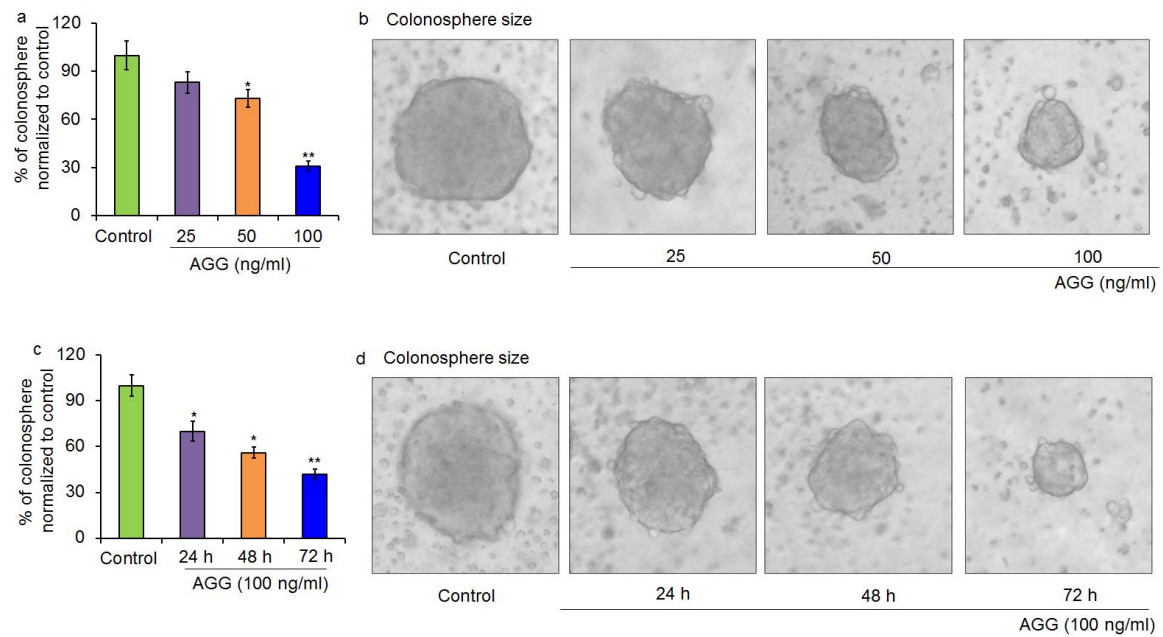 a
% of colonosphere
normalized to control
120
90
60
30
0
*
**
Control 25 50 100
AGG (ng/ml)
b Colonosphere size
Control 25 50 100
AGG (ng/ml)
c
% of colonosphere
normalized to control
120
90
60
30
0
*
*
**
Control 24 h 48 h 72 h
AGG (100 ng/ml)
d Colonosphere size
Control 24 h 48 h 72 h
AGG (100 ng/ml)